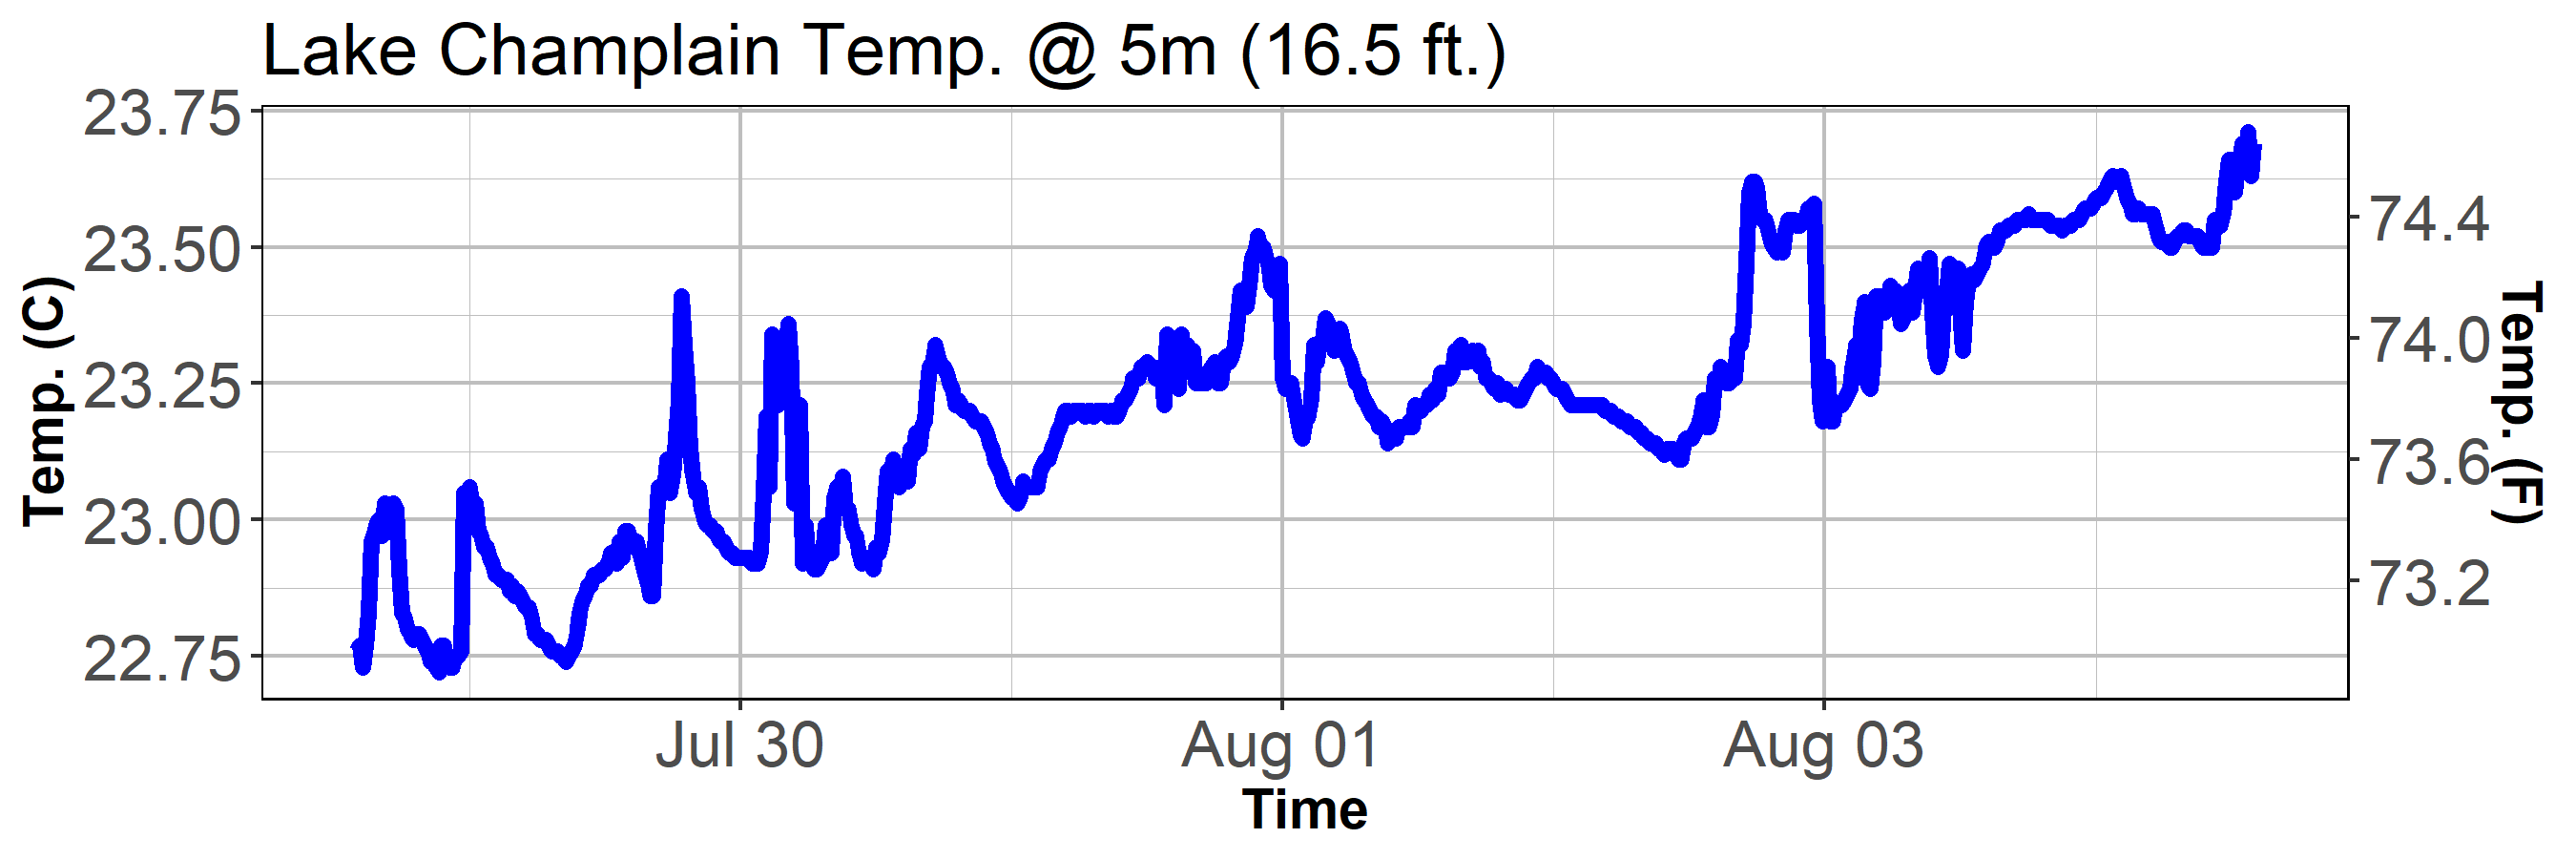 Lake Champlain Temp. @ 5m (16.5 ft.)
23.75
23.50
23.25
23.00
22.75
Temp. (C)
74.4
74.0
73.6
73.2
Temp. (F)
Jul 30
Aug 01
Aug 03
Time